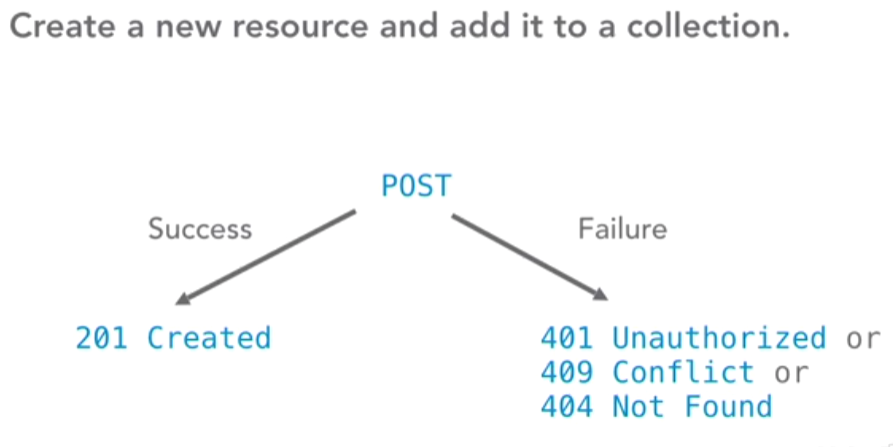 Create a new resource and add it to a collection.
POST
Success
Failure
201 Created
401 Unauthorized or
409 Conflict or
404 Not Found